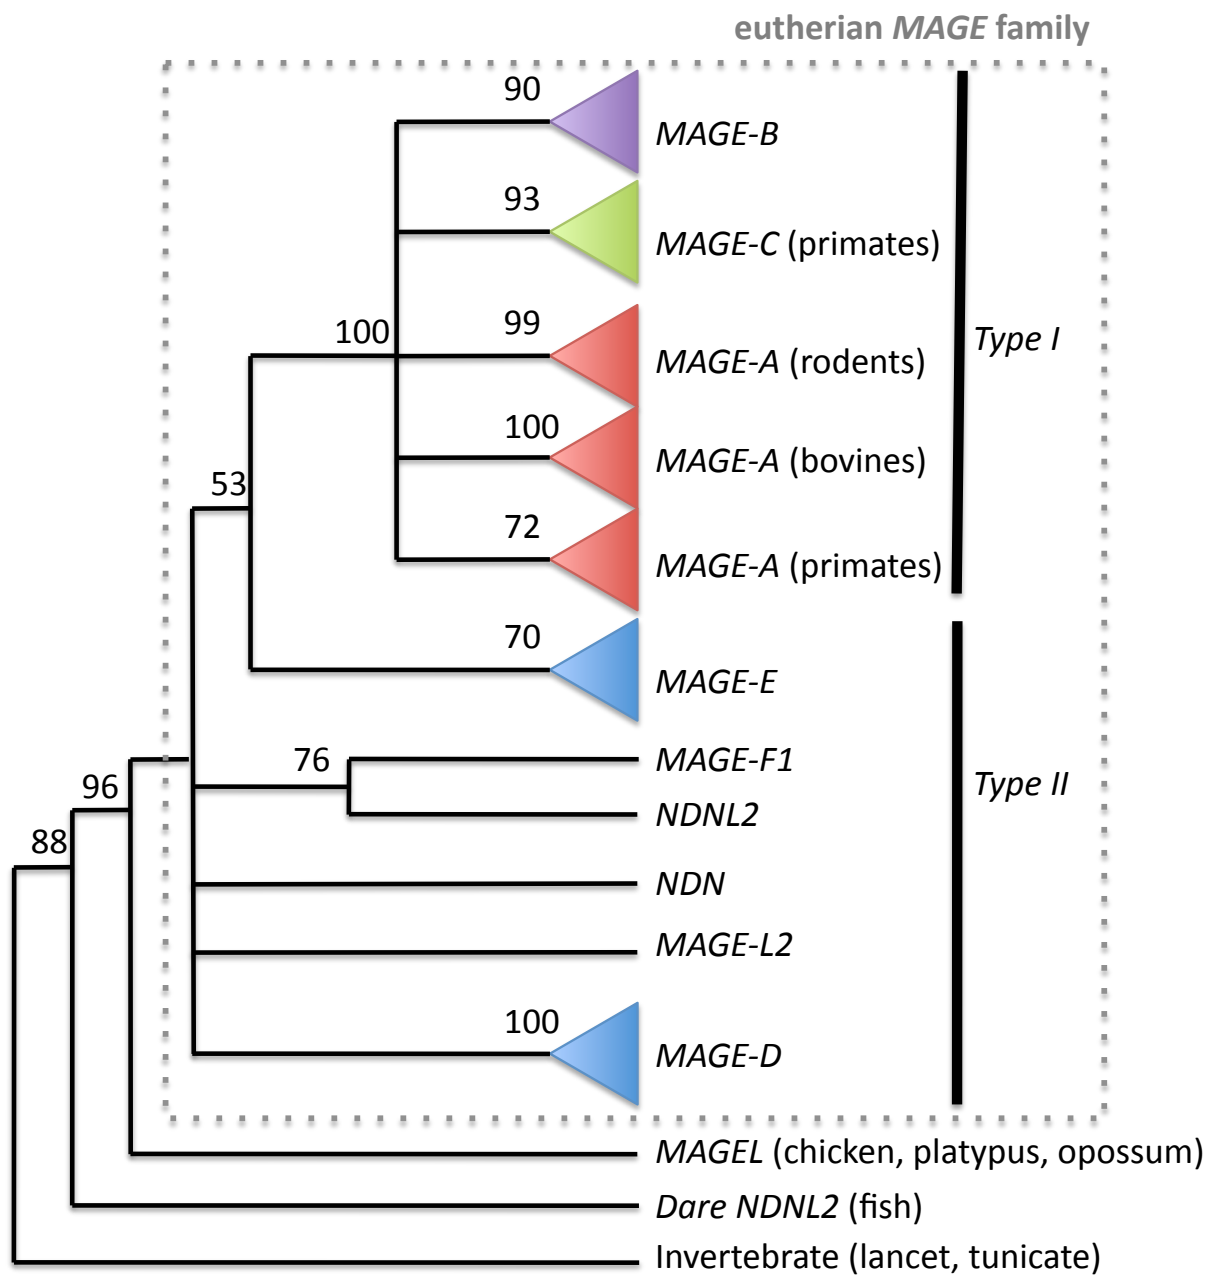 eutherian MAGE family
90
MAGE-B
93
MAGE-C (primates)
99
100
MAGE-A (rodents)
Type I
100
MAGE-A (bovines)
53
72
MAGE-A (primates)
70
MAGE-E
76
MAGE-F1
Type II
96
NDNL2
88
NDN
MAGE-L2
100
MAGE-D
MAGEL (chicken, platypus, opossum)
Dare NDNL2 (fish)
Invertebrate (lancet, tunicate)